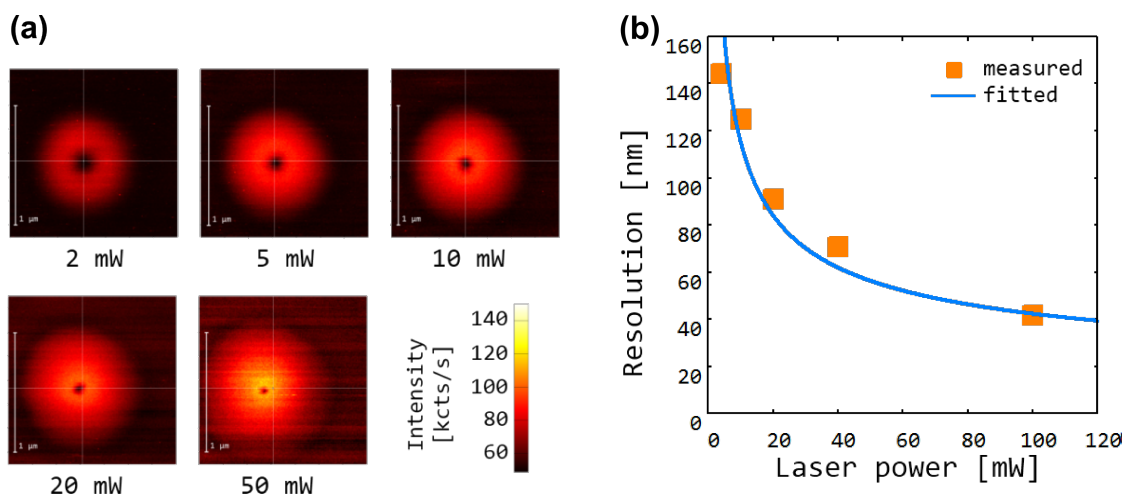 (a)
1 μm
1 μm
1 μm
2 mW
5 mW
10 mW
1 μm
1 μm
20 mW
50 mW
Intensity
[kcts/s]
140
120
100
80
60
(b)
Resolution [nm]
160
140
120
100
80
60
40
20
0
measured
fitted
0 20 40 60 80 100 120
Laser power [mW]